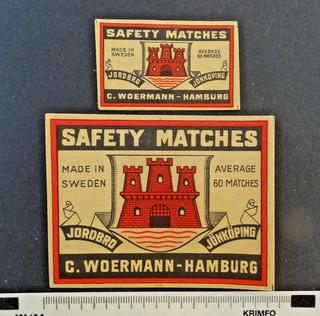 SAFETY MATCHES
MADE IN SWEDEN
AVERAGE 60 MATCHES
JORDBRO JÖNKÖPING
C. WOERMANN - HAMBURG
SAFETY MATCHES
MADE IN SWEDEN
AVERAGE 60 MATCHES
JORDBRO JÖNKÖPING
C. WOERMANN - HAMBURG
KRIMFO